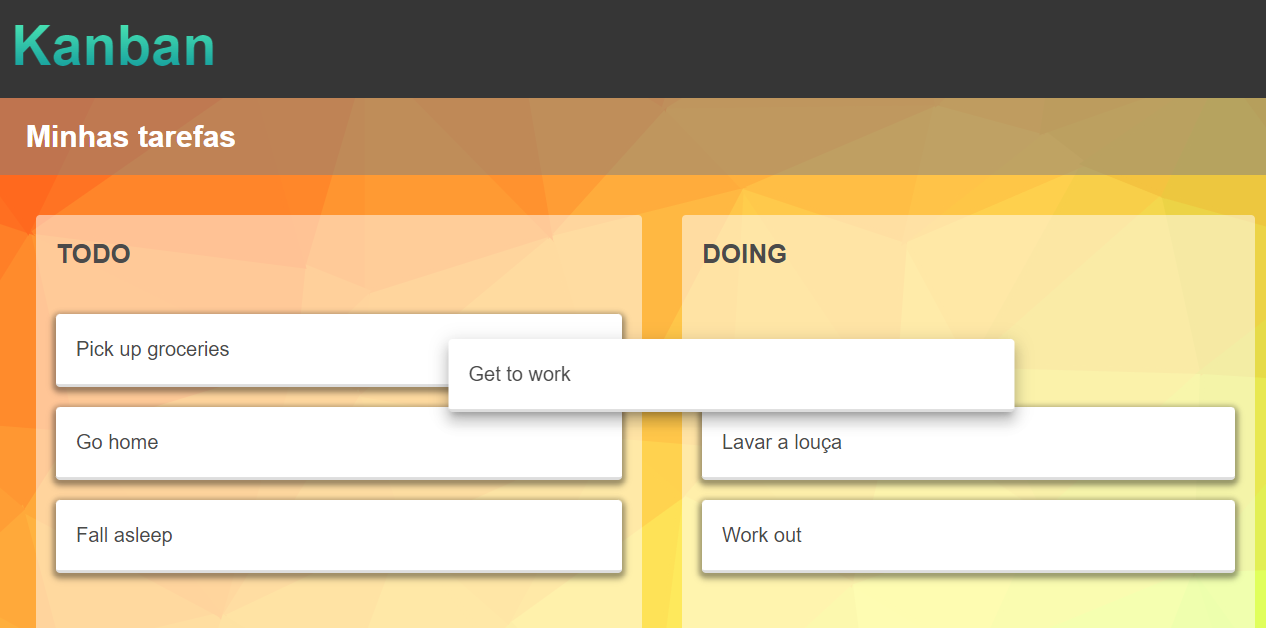 Kanban
Minhas tarefas
TODO
Pick up groceries
Go home
Fall asleep
Get to work
DOING
Lavar a louça
Work out